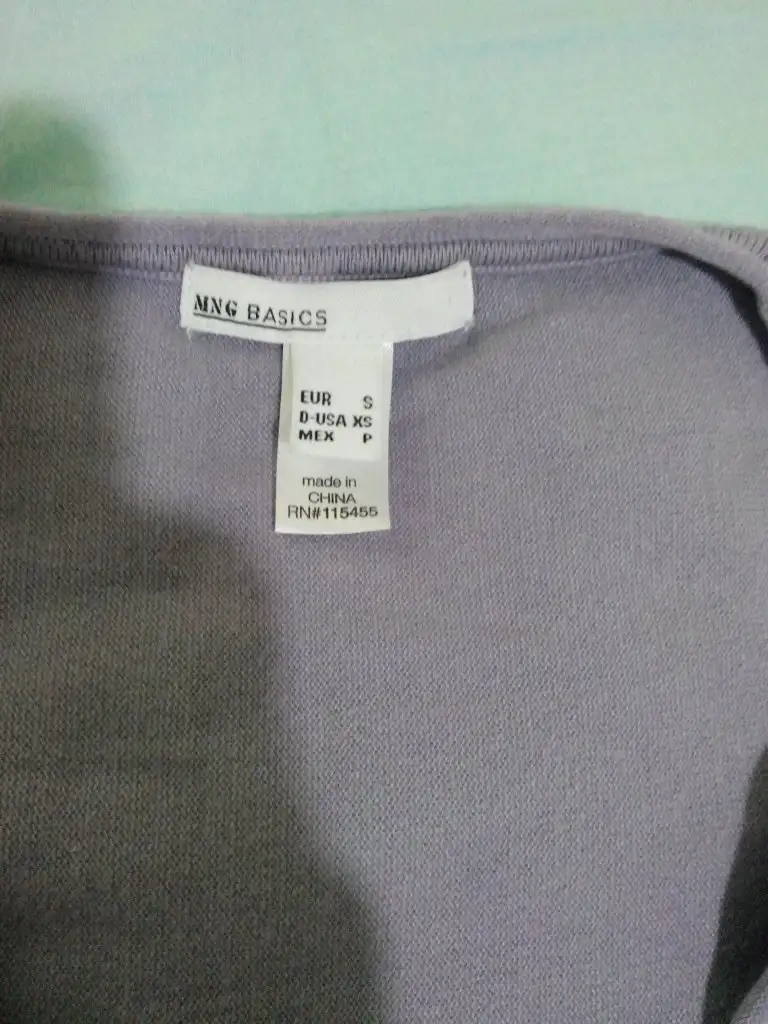 MNG BASICS
EUR S
D-USA XS
MEX P
made in
CHINA
RN#115455